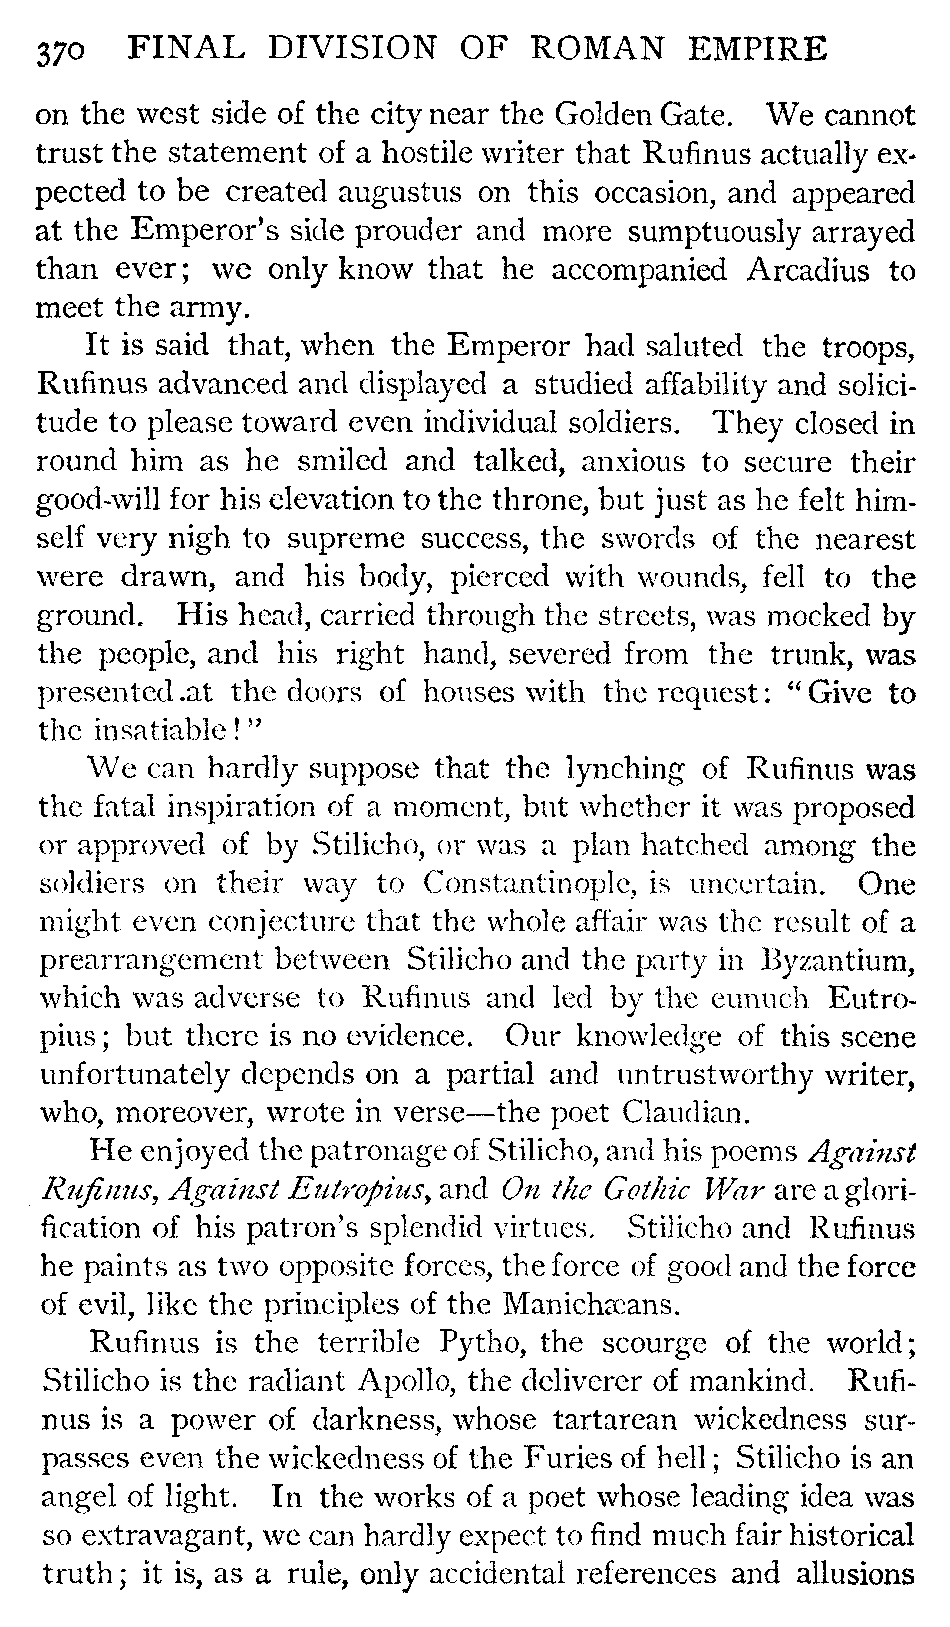 370 FINAL DIVISION OF ROMAN EMPIRE
on the west side of the city near the Golden Gate. We cannot
trust the statement of a hostile writer that Rufinus actually ex-
pected to be created augustus on this occasion, and appeared
at the Emperor's side prouder and more sumptuously arrayed
than ever; we only know that he accompanied Arcadius to
meet the army.
It is said that, when the Emperor had saluted the troops,
Rufinus advanced and displayed a studied affability and solici-
tude to please toward even individual soldiers. They closed in
round him as he smiled and talked, anxious to secure their
good-will for his elevation to the throne, but just as he felt him-
self very nigh to supreme success, the swords of the nearest
were drawn, and his body, pierced with wounds, fell to the
ground. His head, carried through the streets, was mocked by
the people, and his right hand, severed from the trunk, was
presented .at the doors of houses with the request: "Give to
the insatiable!"
We can hardly suppose that the lynching of Rufinus was
the fatal inspiration of a moment, but whether it was proposed
or approved of by Stilicho, or was a plan hatched among the
soldiers on their way to Constantinople, is uncertain. One
might even conjecture that the whole affair was the result of a
prearrangement between Stilicho and the party in Byzantium,
which was adverse to Rufinus and led by the eunuch Eutro-
pius; but there is no evidence. Our knowledge of this scene
unfortunately depends on a partial and untrustworthy writer,
who, moreover, wrote in verse—the poet Claudian.
He enjoyed the patronage of Stilicho, and his poems Against
Rufinus, Against Eutropius, and On the Gothic War are a glori-
fication of his patron's splendid virtues. Stilicho and Rufinus
he paints as two opposite forces, the force of good and the force
of evil, like the principles of the Manichæans.
Rufinus is the terrible Pytho, the scourge of the world;
Stilicho is the radiant Apollo, the deliverer of mankind. Rufi-
nus is a power of darkness, whose tartarean wickedness sur-
passes even the wickedness of the Furies of hell; Stilicho is an
angel of light. In the works of a poet whose leading idea was
so extravagant, we can hardly expect to find much fair historical
truth; it is, as a rule, only accidental references and allusions